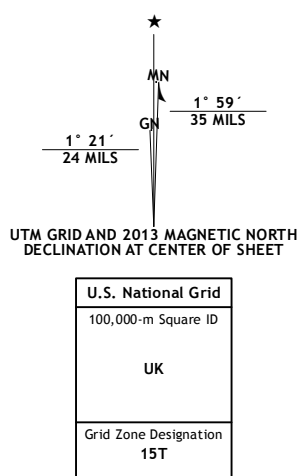 ★
MN
1° 59´
35 MILS
GN
1° 21´
24 MILS
UTM GRID AND 2013 MAGNETIC NORTH
DECLINATION AT CENTER OF SHEET
U.S. National Grid
100,000-m Square ID
UK
Grid Zone Designation
15T